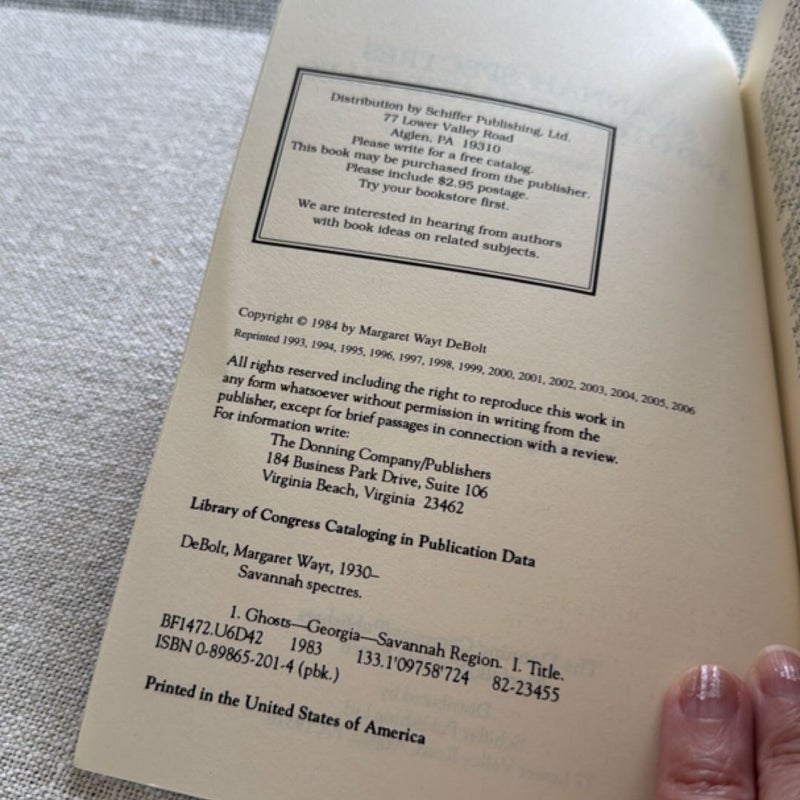 Distribution by Schiffer Publishing, Ltd.
77 Lower Valley Road
Atglen, PA 19310
Please write for a free catalog.
This book may be purchased from the publisher.
Please include $2.95 postage.
Try your bookstore first.
We are interested in hearing from authors
with book ideas on related subjects.
Copyright © 1984 by Margaret Wayt DeBolt
Reprinted 1993, 1994, 1995, 1996, 1997, 1998, 1999, 2000, 2001, 2002, 2003, 2004, 2005, 2006
All rights reserved including the right to reproduce this work in
any form whatsoever without permission in writing from the
publisher, except for brief passages in connection with a review.
For information write:
The Donning Company/Publishers
184 Business Park Drive, Suite 106
Virginia Beach, Virginia 23462
Library of Congress Cataloging in Publication Data
DeBolt, Margaret Wayt, 1930–
Savannah spectres.
1. Ghosts—Georgia—Savannah Region. I. Title.
BF1472.U6D42 1983 133.1'09758'724 82-23455
ISBN 0-89865-201-4 (pbk.)
Printed in the United States of America